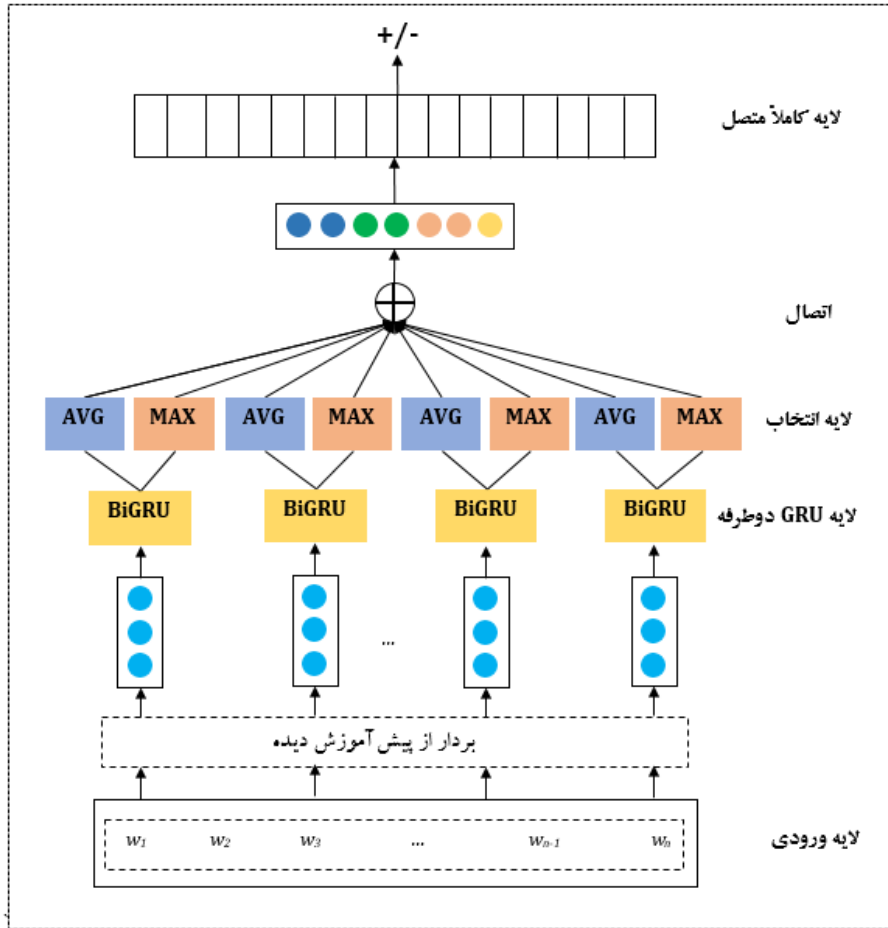 +/-
لایه کاملاً متصل
اتصال
AVG MAX AVG MAX AVG MAX AVG MAX
لایه انتخاب
BiGRU BiGRU BiGRU BiGRU
لایه GRU دوطرفه
...
بردار از پیش آموزش دیده
w1 w2 w3 ... wn-1 wn
لایه ورودی